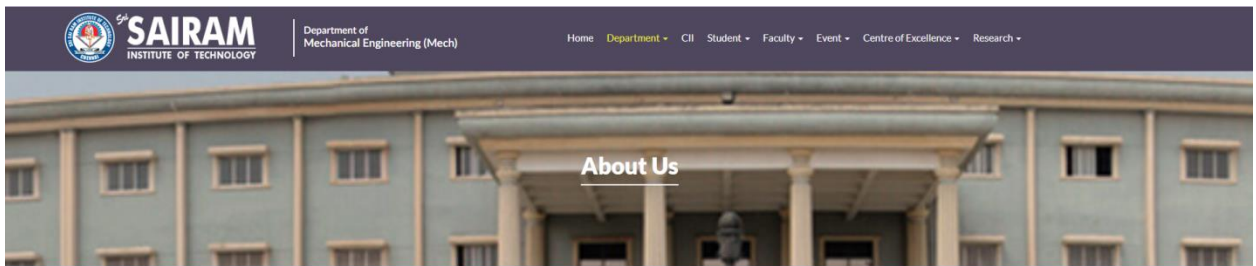 Sri
SAIRAM
INSTITUTE OF TECHNOLOGY
Department of
Mechanical Engineering (Mech)
Home Department CII Student Faculty Event Centre of Excellence Research
About Us